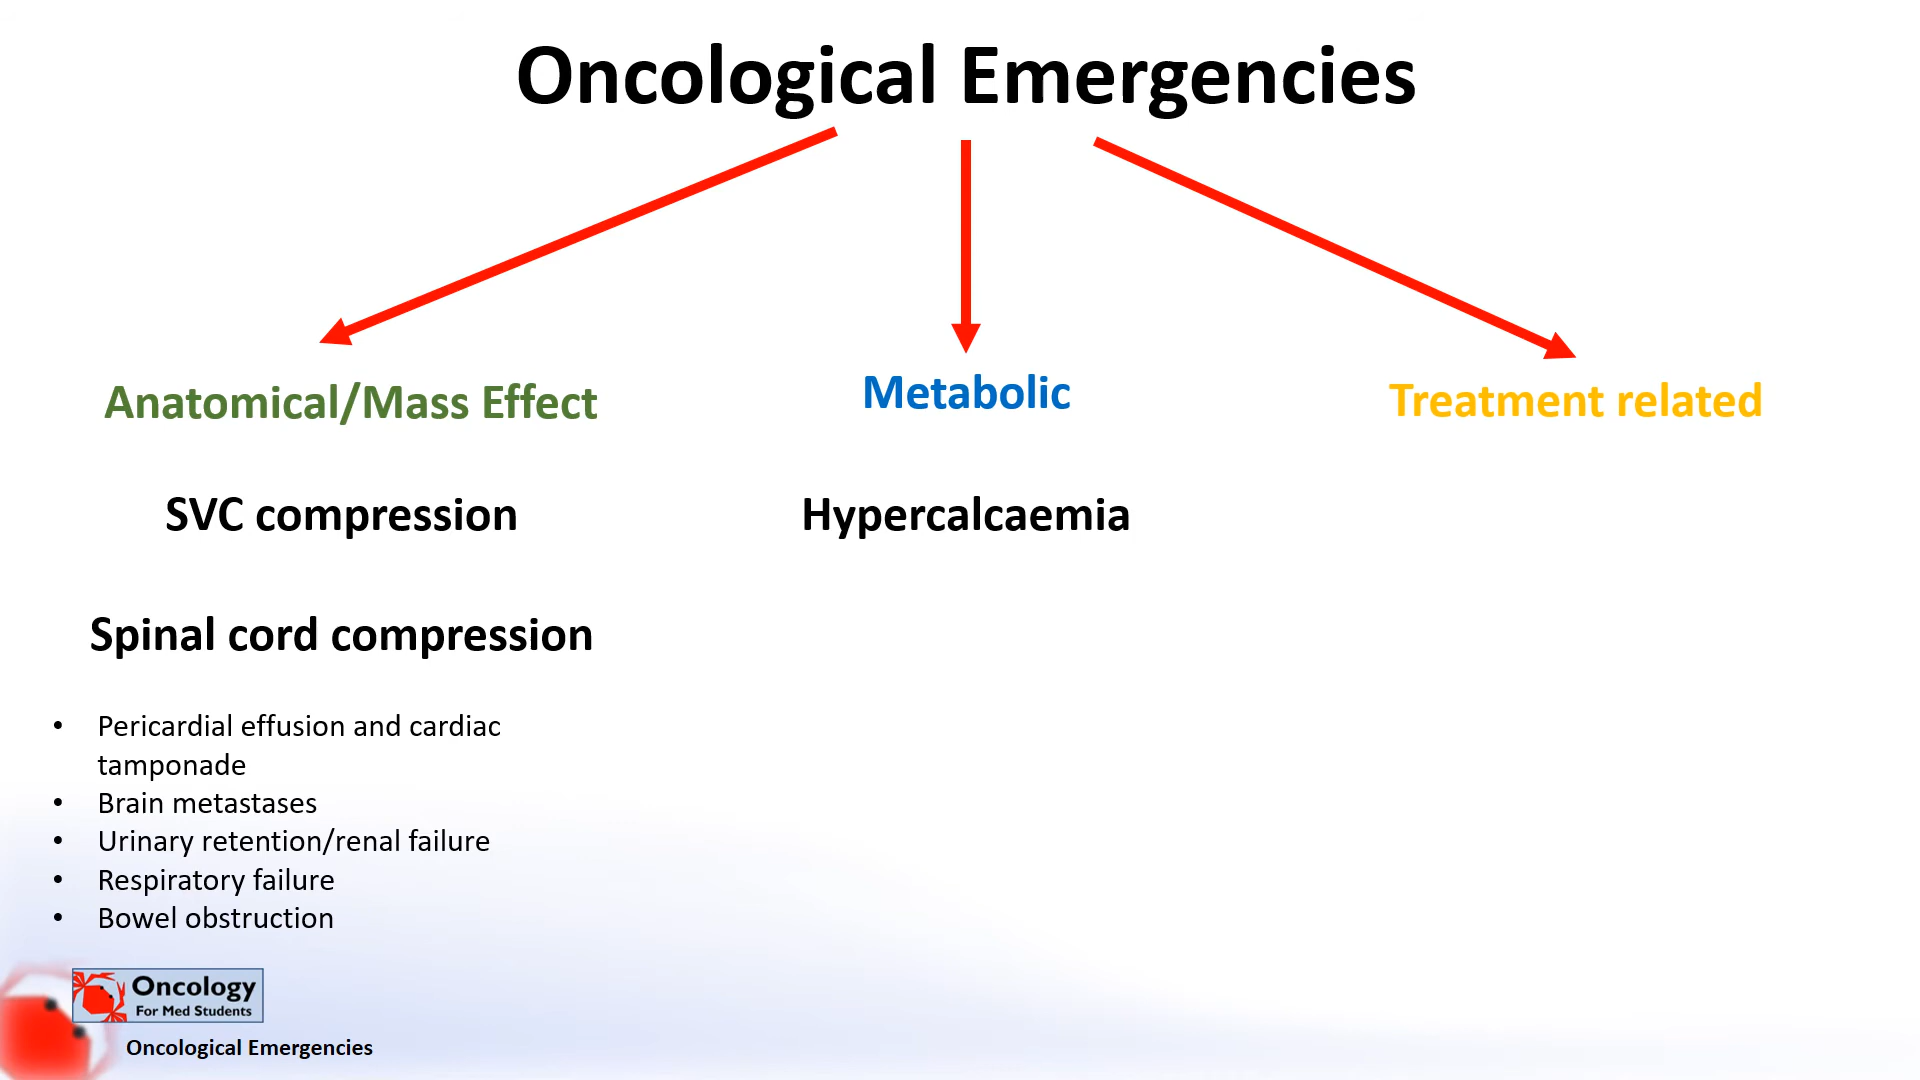 Oncological Emergencies
Anatomical/Mass Effect
SVC compression
Spinal cord compression
• Pericardial effusion and cardiac
tamponade
• Brain metastases
• Urinary retention/renal failure
• Respiratory failure
• Bowel obstruction
Metabolic
Hypercalcaemia
Treatment related
Oncology
For Med Students
Oncological Emergencies